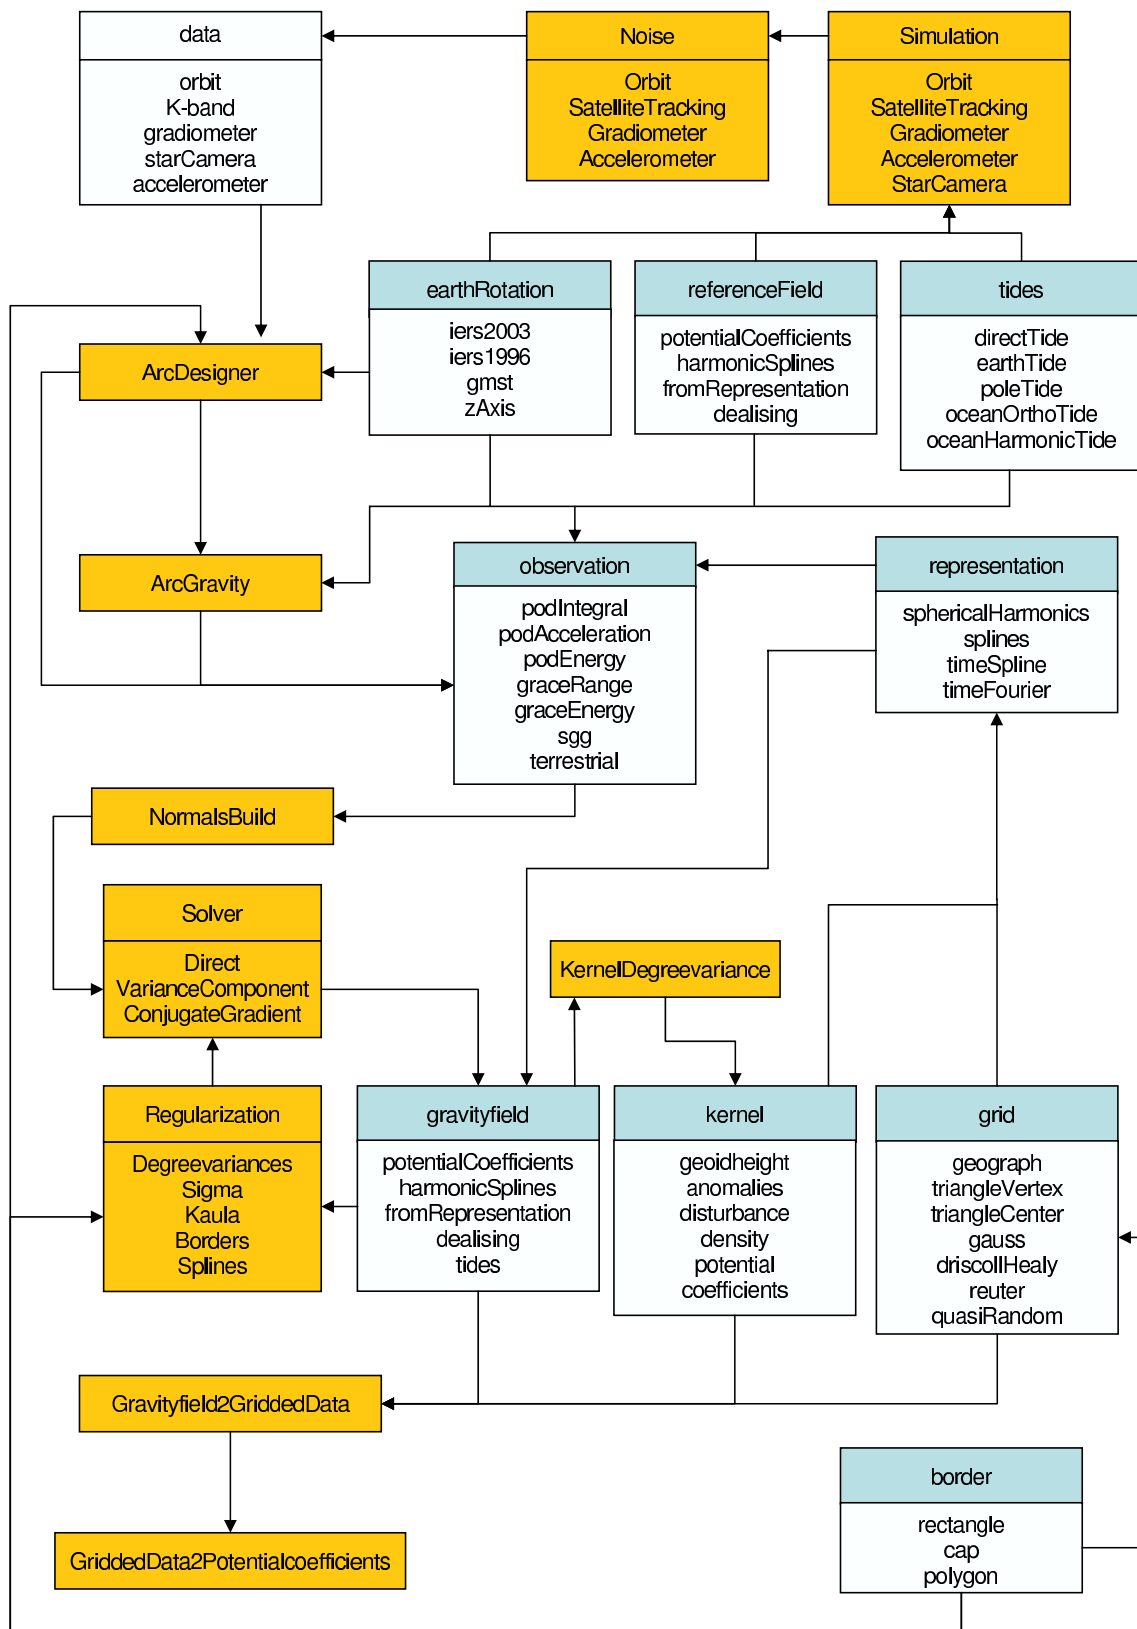 data
orbit
K-band
gradiometer
starCamera
accelerometer
Noise
Orbit
SatelliteTracking
Gradiometer
Accelerometer
Simulation
Orbit
SatelliteTracking
Gradiometer
Accelerometer
StarCamera
earthRotation
iers2003
iers1996
gmst
zAxis
referenceField
potentialCoefficients
harmonicSplines
fromRepresentation
dealising
tides
directTide
earthTide
poleTide
oceanOrthoTide
oceanHarmonicTide
ArcDesigner
ArcGravity
observation
podIntegral
podAcceleration
podEnergy
graceRange
graceEnergy
sgg
terrestrial
representation
sphericalHarmonics
splines
timeSpline
timeFourier
NormalsBuild
Solver
Direct
VarianceComponent
ConjugateGradient
KernelDegreevariance
Regularization
Degreevariances
Sigma
Kaula
Borders
Splines
gravityfield
potentialCoefficients
harmonicSplines
fromRepresentation
dealising
tides
kernel
geoidheight
anomalies
disturbance
density
potential
coefficients
grid
geograph
triangleVertex
triangleCenter
gauss
driscollHealy
reuter
quasiRandom
Gravityfield2GriddedData
GriddedData2Potentialcoefficients
border
rectangle
cap
polygon